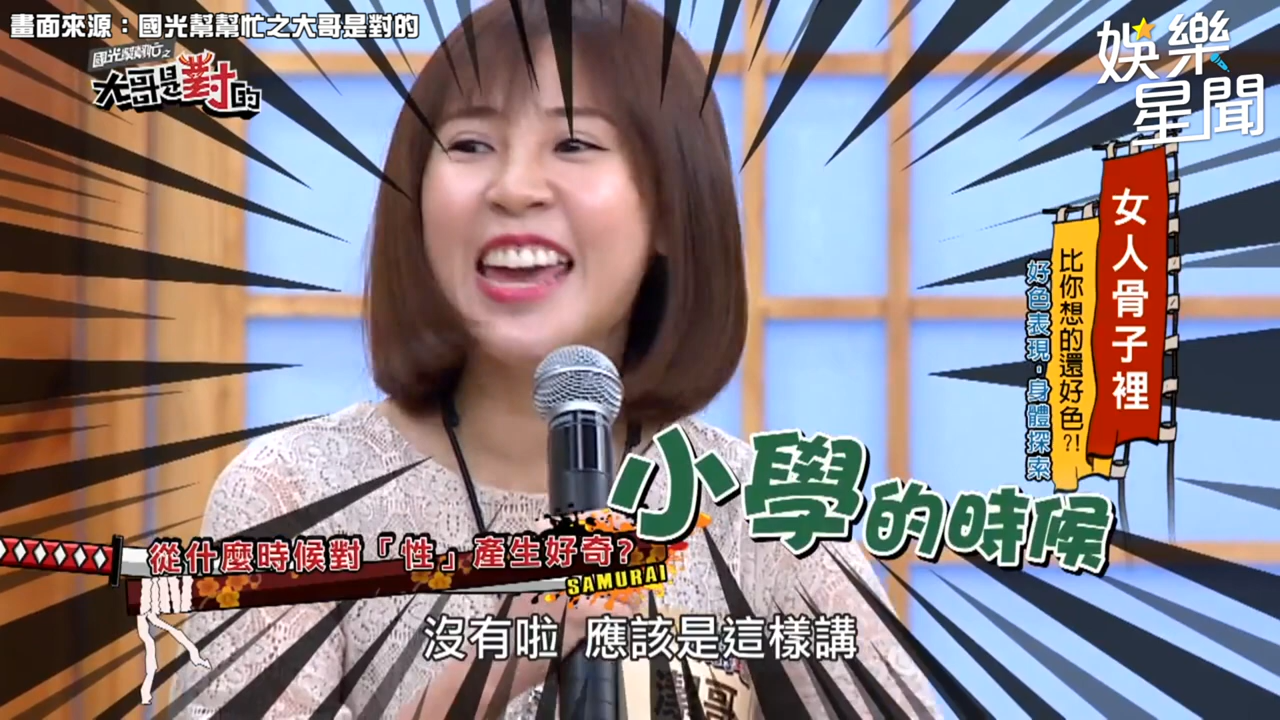 畫面來源：國光幫幫忙之大哥是對的
國光幫幫忙之
大哥是對的
娛樂
星聞
女人骨子裡
比你想的還好色?!
好色表現·身體探索
小學的時候
從什麼時候對「性」產生好奇?
SAMURAI
沒有啦 應該是這樣講